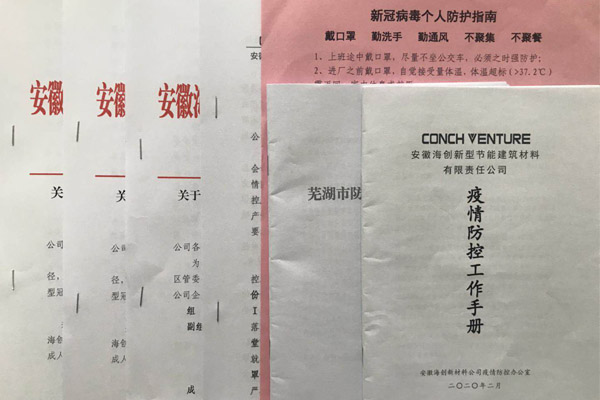 安徽
关
公司
径，
型冠
海创
成人
安徽
关
公司
径，
型冠
海创
成人
安徽
关于
公司各
为
区管委
公司企
组
副组
成
安
公
会
情
控
产
要
控
份
I
落
堂
就
罩
产
新冠病毒个人防护指南
戴口罩 勤洗手 勤通风 不聚集 不聚餐
1、上班途中戴口罩，尽量不坐公交车，必须之时强防护;
2、进厂之前戴口罩，自觉接受量体温，体温超标(>37.2℃)
芜湖市防
CONCH VENTURE
安徽海创新型节能建筑材料
有限责任公司
疫情防控工作手册
安徽海创新材料公司疫情防控办公室
二〇二〇年二月